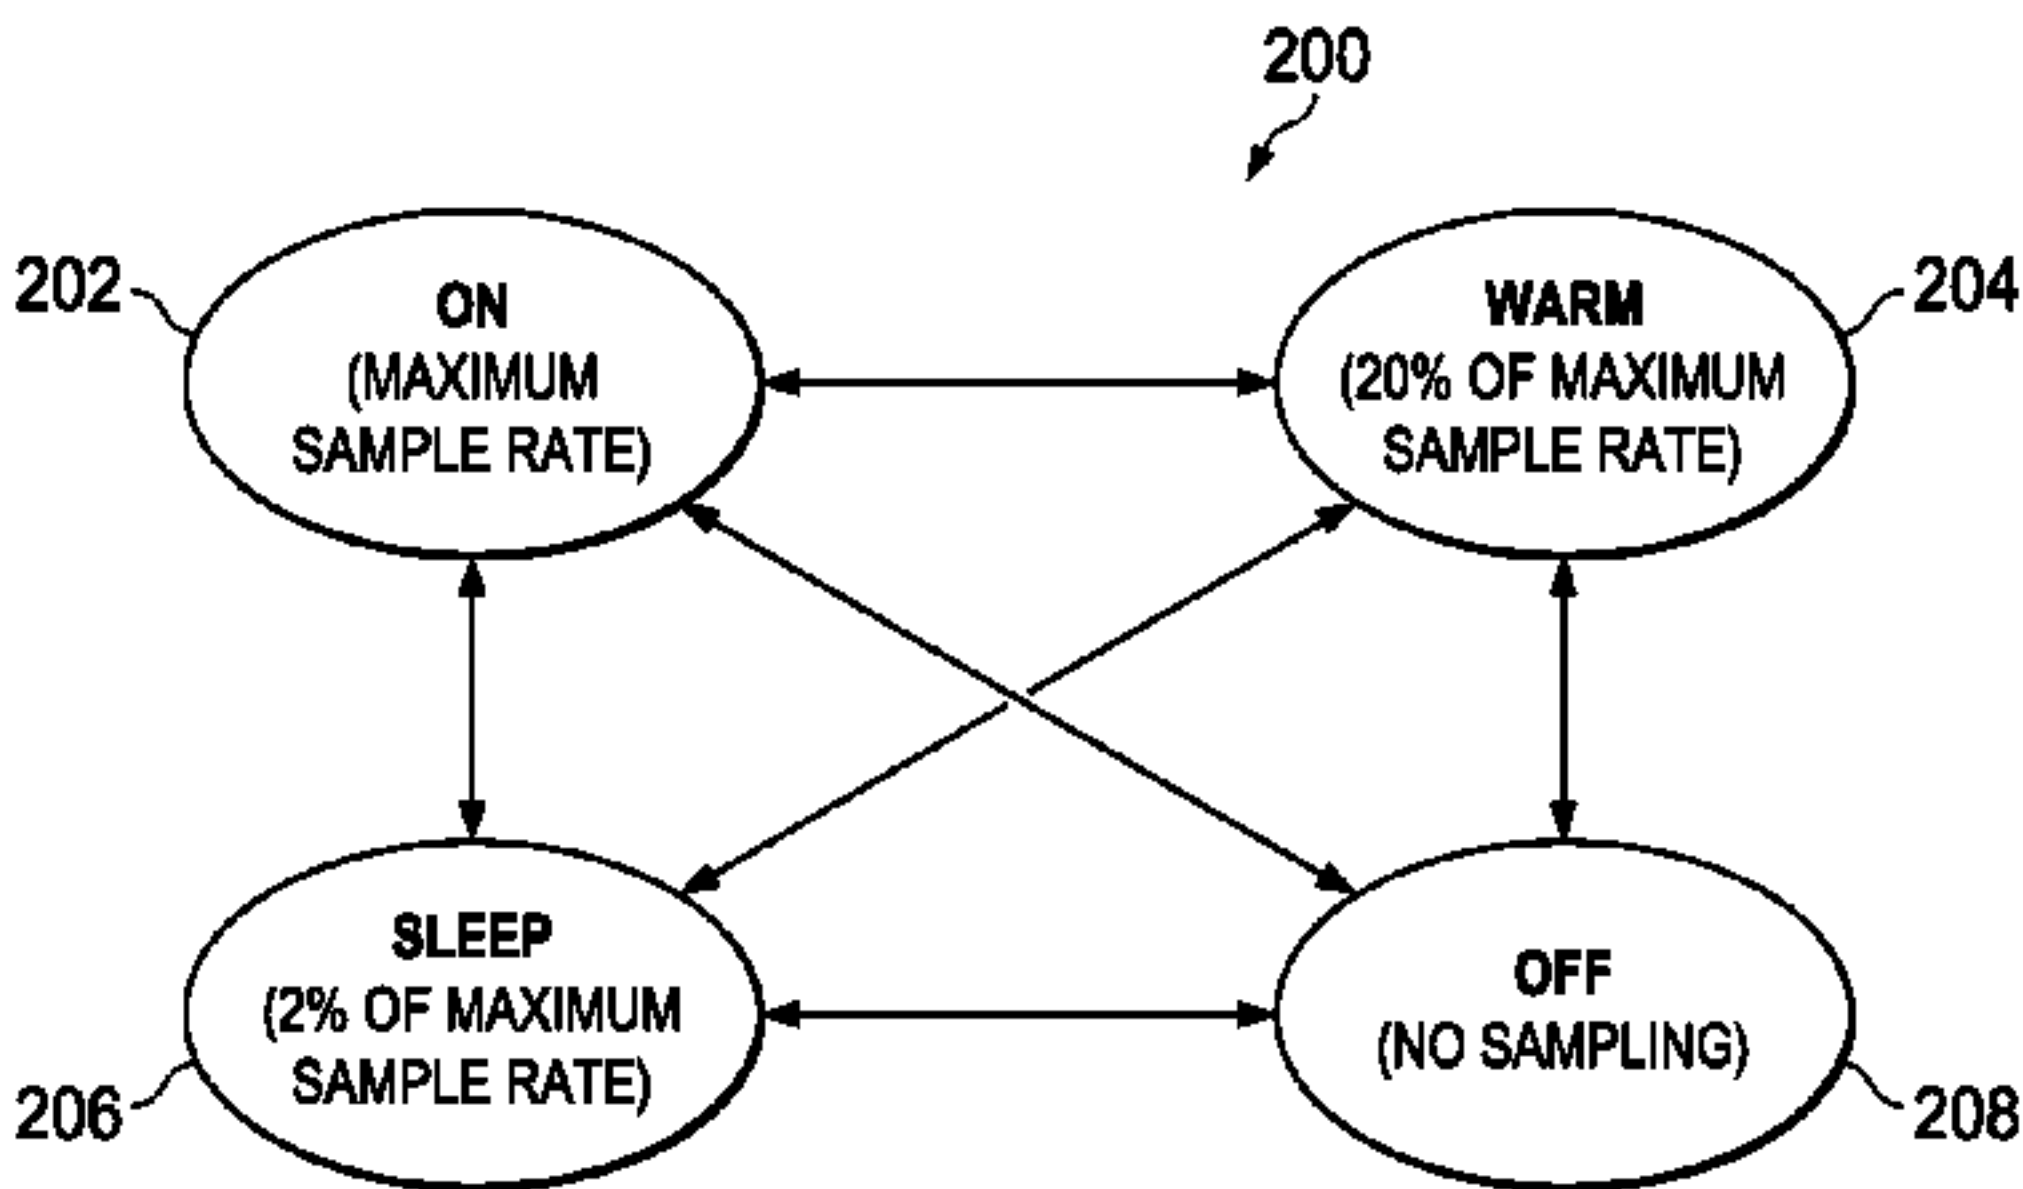 200
202
ON
(MAXIMUM
SAMPLE RATE)
WARM
(20% OF MAXIMUM
SAMPLE RATE)
204
SLEEP
(2% OF MAXIMUM
SAMPLE RATE)
206
OFF
(NO SAMPLING)
208